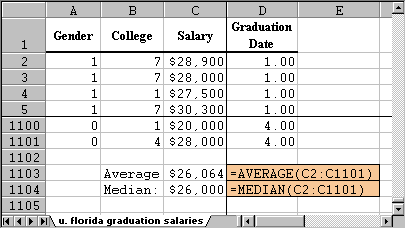 A B C D E
1 Gender College Salary Graduation Date
2 1 7 $28,900 1.00
3 1 7 $28,000 1.00
4 1 1 $27,500 1.00
5 1 7 $30,300 1.00
1100 0 1 $20,000 4.00
1101 0 4 $28,000 4.00
1102
1103 Average $26,064 =AVERAGE(C2:C1101)
1104 Median: $26,000 =MEDIAN(C2:C1101)
1105
u. florida graduation salaries